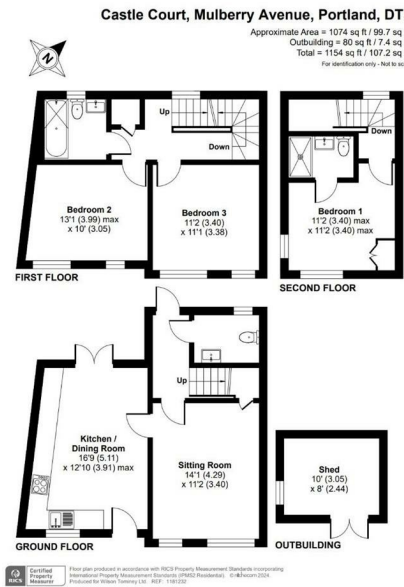 Castle Court, Mulberry Avenue, Portland, DT
Approximate Area = 1074 sq ft / 99.7 sq
Outbuilding = 80 sq ft / 7.4 sq
Total = 1154 sq ft / 107.2 sq
For identification only - Not to sc
Up
Down
Bedroom 2
13'1 (3.99) max
x 10' (3.05)
Bedroom 3
11'2 (3.40)
x 11'1 (3.38)
FIRST FLOOR
Down
Bedroom 1
11'2 (3.40) max
x 11'2 (3.40) max
SECOND FLOOR
Up
Kitchen /
Dining Room
16'9 (5.11)
x 12'10 (3.91) max
Sitting Room
14'1 (4.29)
x 11'2 (3.40)
GROUND FLOOR
Shed
10' (3.05)
x 8' (2.44)
OUTBUILDING
N
RICS
Certified
Property
Measurer
Floor plan produced in accordance with RICS Property Measurement Standards incorporating
International Property Measurement Standards (IPMS2 Residential). © nichecom 2024.
Produced for Wilson Tominey Ltd. REF: 1181232